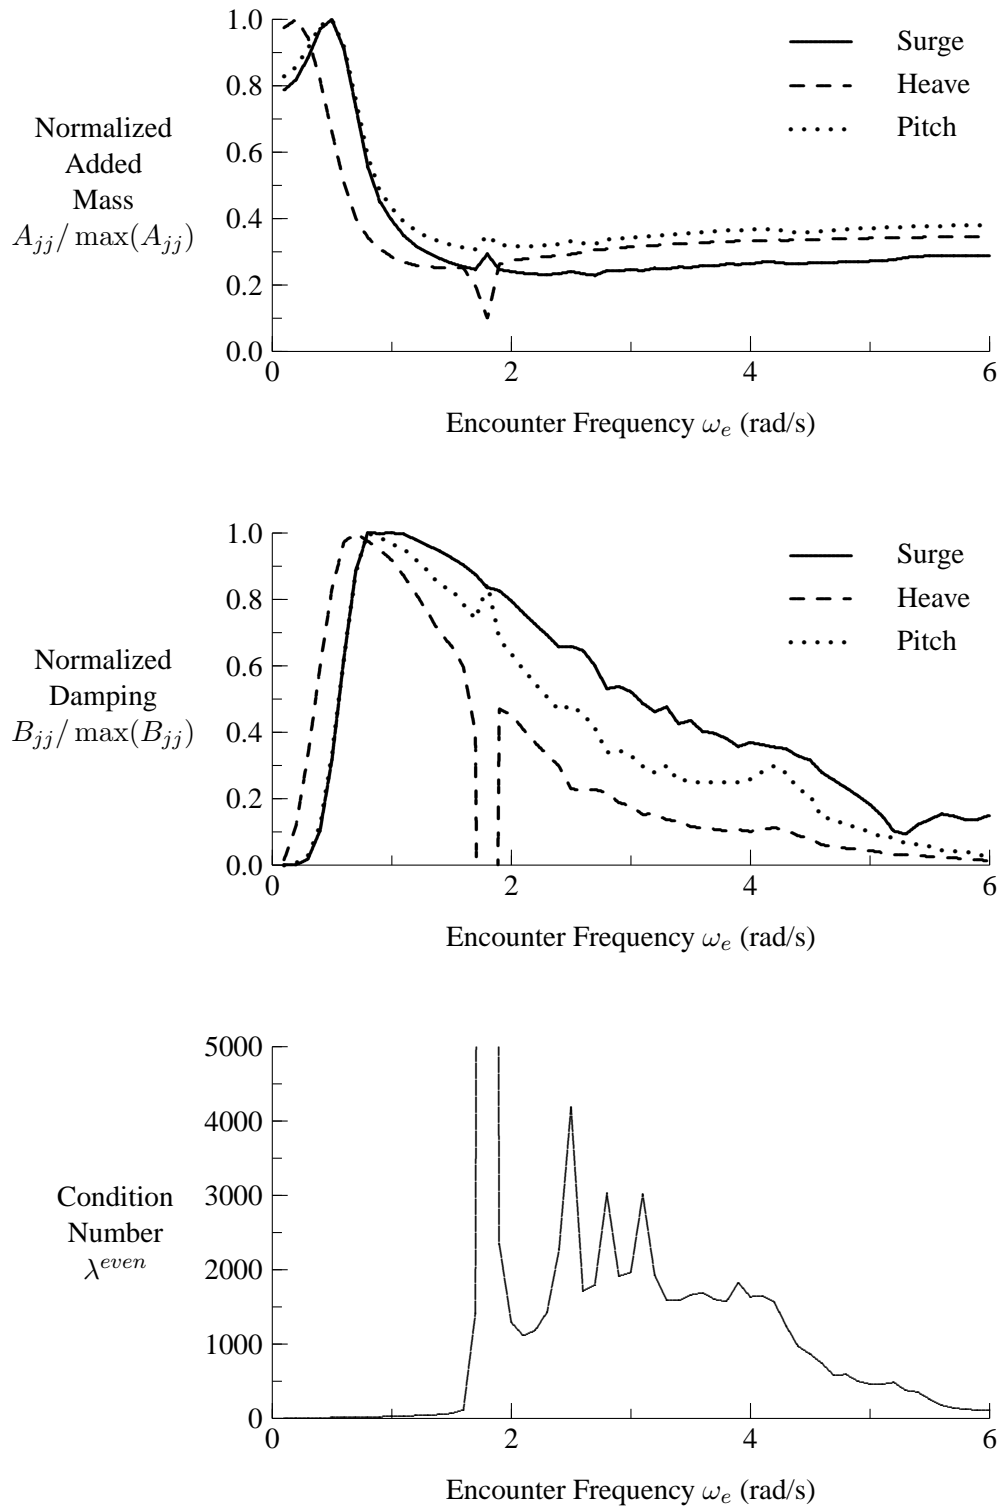 1.0
0.8
0.6
0.4
0.2
0.0
Normalized
Added
Mass
A_{jj}/ max(A_{jj})
Surge
Heave
Pitch
0 2 4 6
Encounter Frequency ω_e (rad/s)
1.0
0.8
0.6
0.4
0.2
0.0
Normalized
Damping
B_{jj}/ max(B_{jj})
Surge
Heave
Pitch
0 2 4 6
Encounter Frequency ω_e (rad/s)
5000
4000
3000
2000
1000
0
Condition
Number
λ^{even}
0 2 4 6
Encounter Frequency ω_e (rad/s)